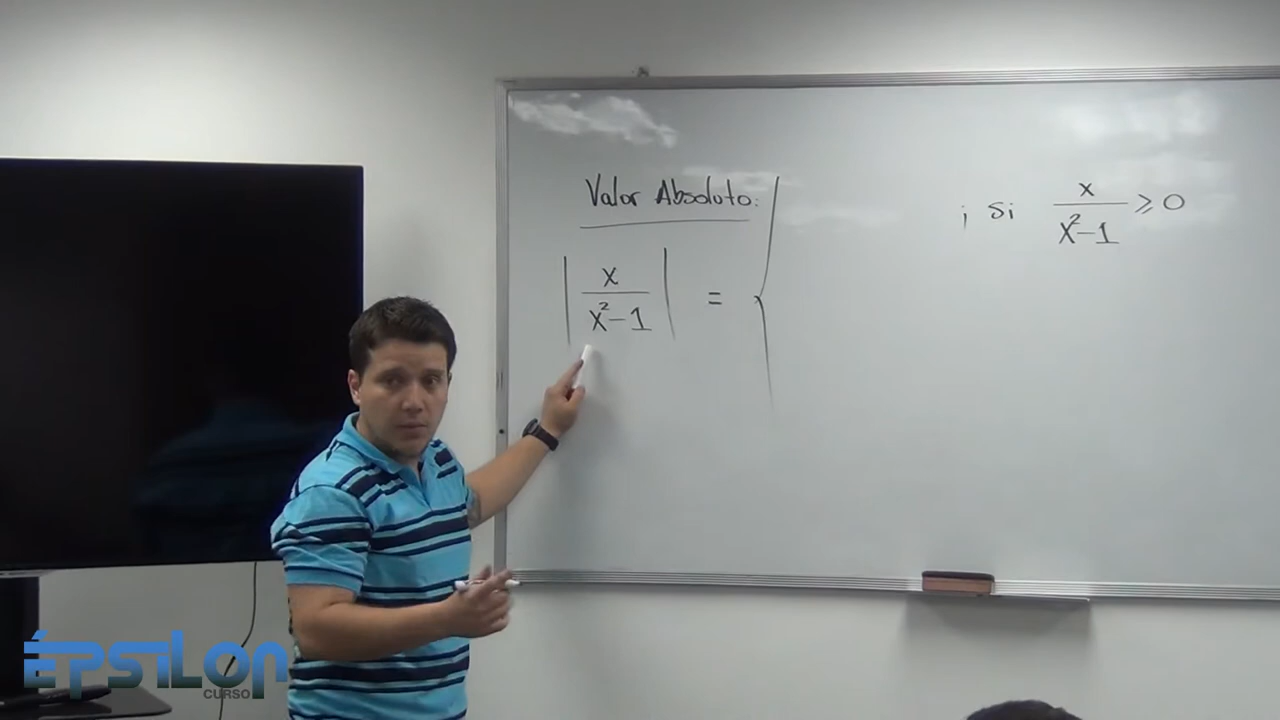 Valor Absoluto:
| x / x²-1 | = {
; si x / x²-1 ≥ 0
ÉPSILON
CURSO